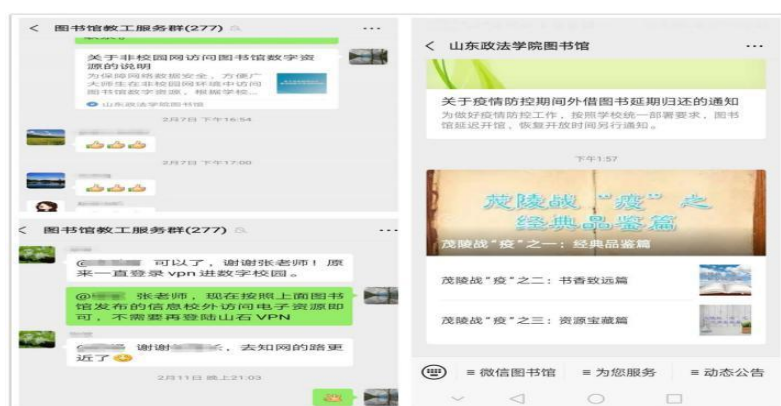 < 图书馆教工服务群(277)
关于非校园网访问图书馆数字资
源的说明
为保障网络数据安全，方便广
大师生在非校园网环境中访问
图书馆数字资源，根据学校...
山东政法学院图书馆
2月7日 下午16:54
2月7日 下午17:00
< 图书馆教工服务群(277)
@ 可以了，谢谢张老师！原
来一直登录vpn进数字校园。
@ 张老师，现在按照上面图书
馆发布的信息校外访问电子资源即
可，不需要再登陆山石VPN
谢谢 ，去知网的路更
近了
2月11日 晚上21:03
< 山东政法学院图书馆
关于疫情防控期间外借图书延期归还的通知
为做好疫情防控工作，按照学校统一部署要求，图书
馆延迟开馆，恢复开放时间另行通知。
下午1:57
茂陵战“疫”之
经典品鉴篇
茂陵战“疫”之一：经典品鉴篇
茂陵战“疫”之二：书香致远篇
茂陵战“疫”之三：资源宝藏篇
≡ 微信图书馆
≡ 为您服务
≡ 动态公告